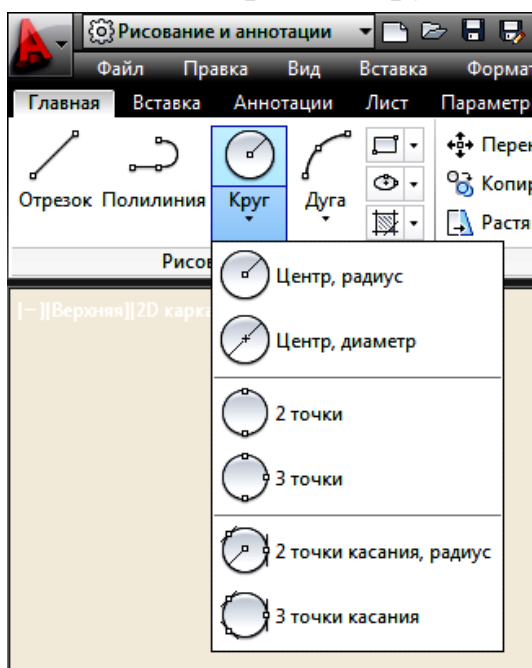 Рисование и аннотации
Файл Правка Вид Вставка Формат
Главная Вставка Аннотации Лист Параметр
Отрезок Полилиния Круг Дуга
Перен
Копир
Растя
Рисов
[−][Верхняя][2D карка
Центр, радиус
Центр, диаметр
2 точки
3 точки
2 точки касания, радиус
3 точки касания